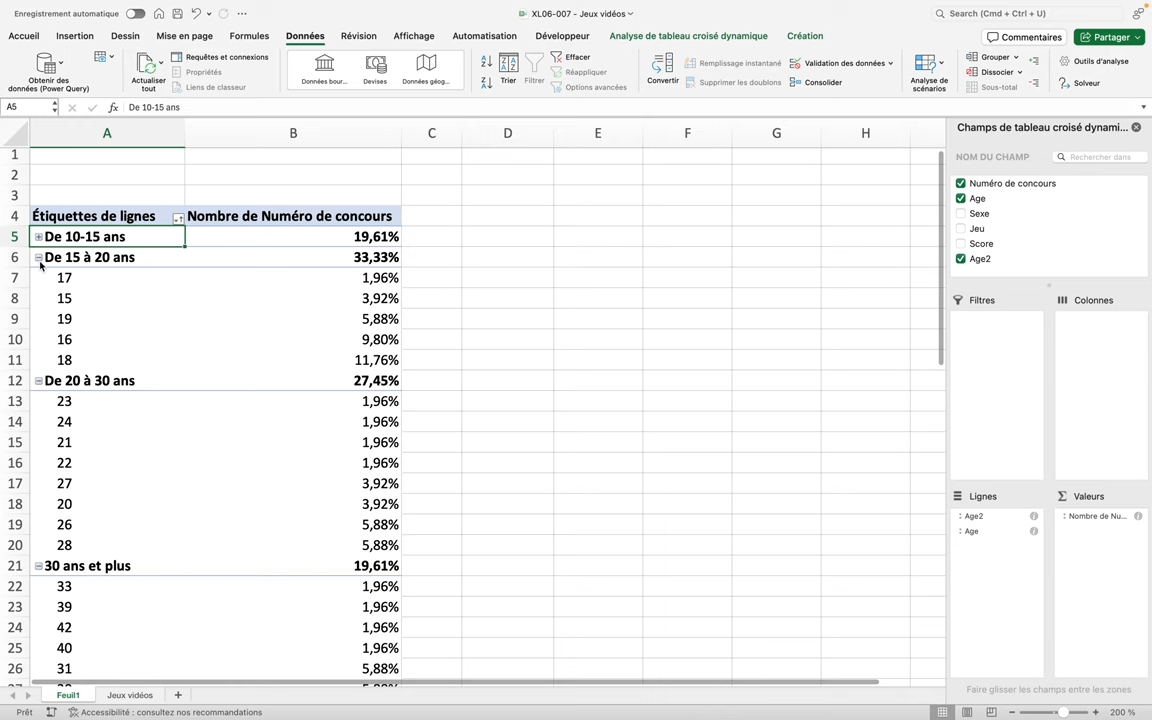 Enregistrement automatique
XL06-007 - Jeux vidéos
Search (Cmd + Ctrl + U)
Accueil Insertion Dessin Mise en page Formules Données Révision Affichage Automatisation Développeur Analyse de tableau croisé dynamique Création
Commentaires Partager
Obtenir des données (Power Query)
Actualiser tout
Requêtes et connexions
Propriétés
Liens de classeur
Données bour... Devises Données géog...
Trier
Filtrer
Effacer
Réappliquer
Options avancées
Convertir
Remplissage instantané
Supprimer les doublons
Validation des données
Consolider
Analyse de scénarios
Grouper
Dissocier
Sous-total
Outils d'analyse
Solveur
A5 fx De 10-15 ans
A B C D E F G H
1
2
3
4 Étiquettes de lignes Nombre de Numéro de concours
5 De 10-15 ans 19,61%
6 De 15 à 20 ans 33,33%
7 17 1,96%
8 15 3,92%
9 19 5,88%
10 16 9,80%
11 18 11,76%
12 De 20 à 30 ans 27,45%
13 23 1,96%
14 24 1,96%
15 21 1,96%
16 22 1,96%
17 27 3,92%
18 20 3,92%
19 26 5,88%
20 28 5,88%
21 30 ans et plus 19,61%
22 33 1,96%
23 39 1,96%
24 42 1,96%
25 40 1,96%
26 31 5,88%
Champs de tableau croisé dynami...
NOM DU CHAMP
Rechercher dans
Numéro de concours
Age
Sexe
Jeu
Score
Age2
Filtres Colonnes
Lignes Valeurs
Age2 Nombre de Nu...
Age
Faire glisser les champs entre les zones
Feuil1 Jeux vidéos
Prêt Accessibilité : consultez nos recommandations
200 %